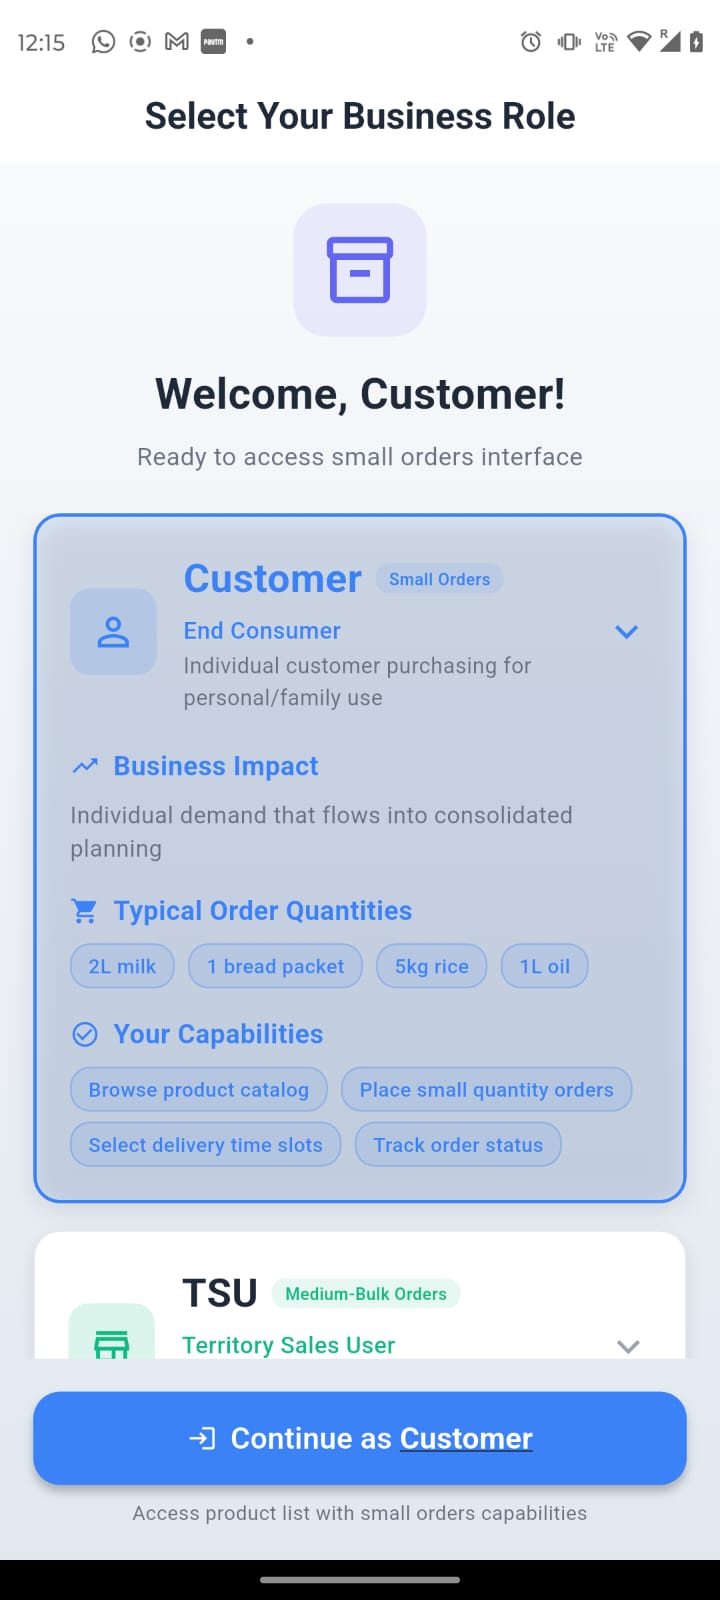 12:15
paytm
Vo
LTE
R
Select Your Business Role
Welcome, Customer!
Ready to access small orders interface
Customer Small Orders
End Consumer
Individual customer purchasing for
personal/family use
Business Impact
Individual demand that flows into consolidated
planning
Typical Order Quantities
2L milk 1 bread packet 5kg rice 1L oil
Your Capabilities
Browse product catalog Place small quantity orders
Select delivery time slots Track order status
TSU Medium-Bulk Orders
Territory Sales User
Continue as Customer
Access product list with small orders capabilities